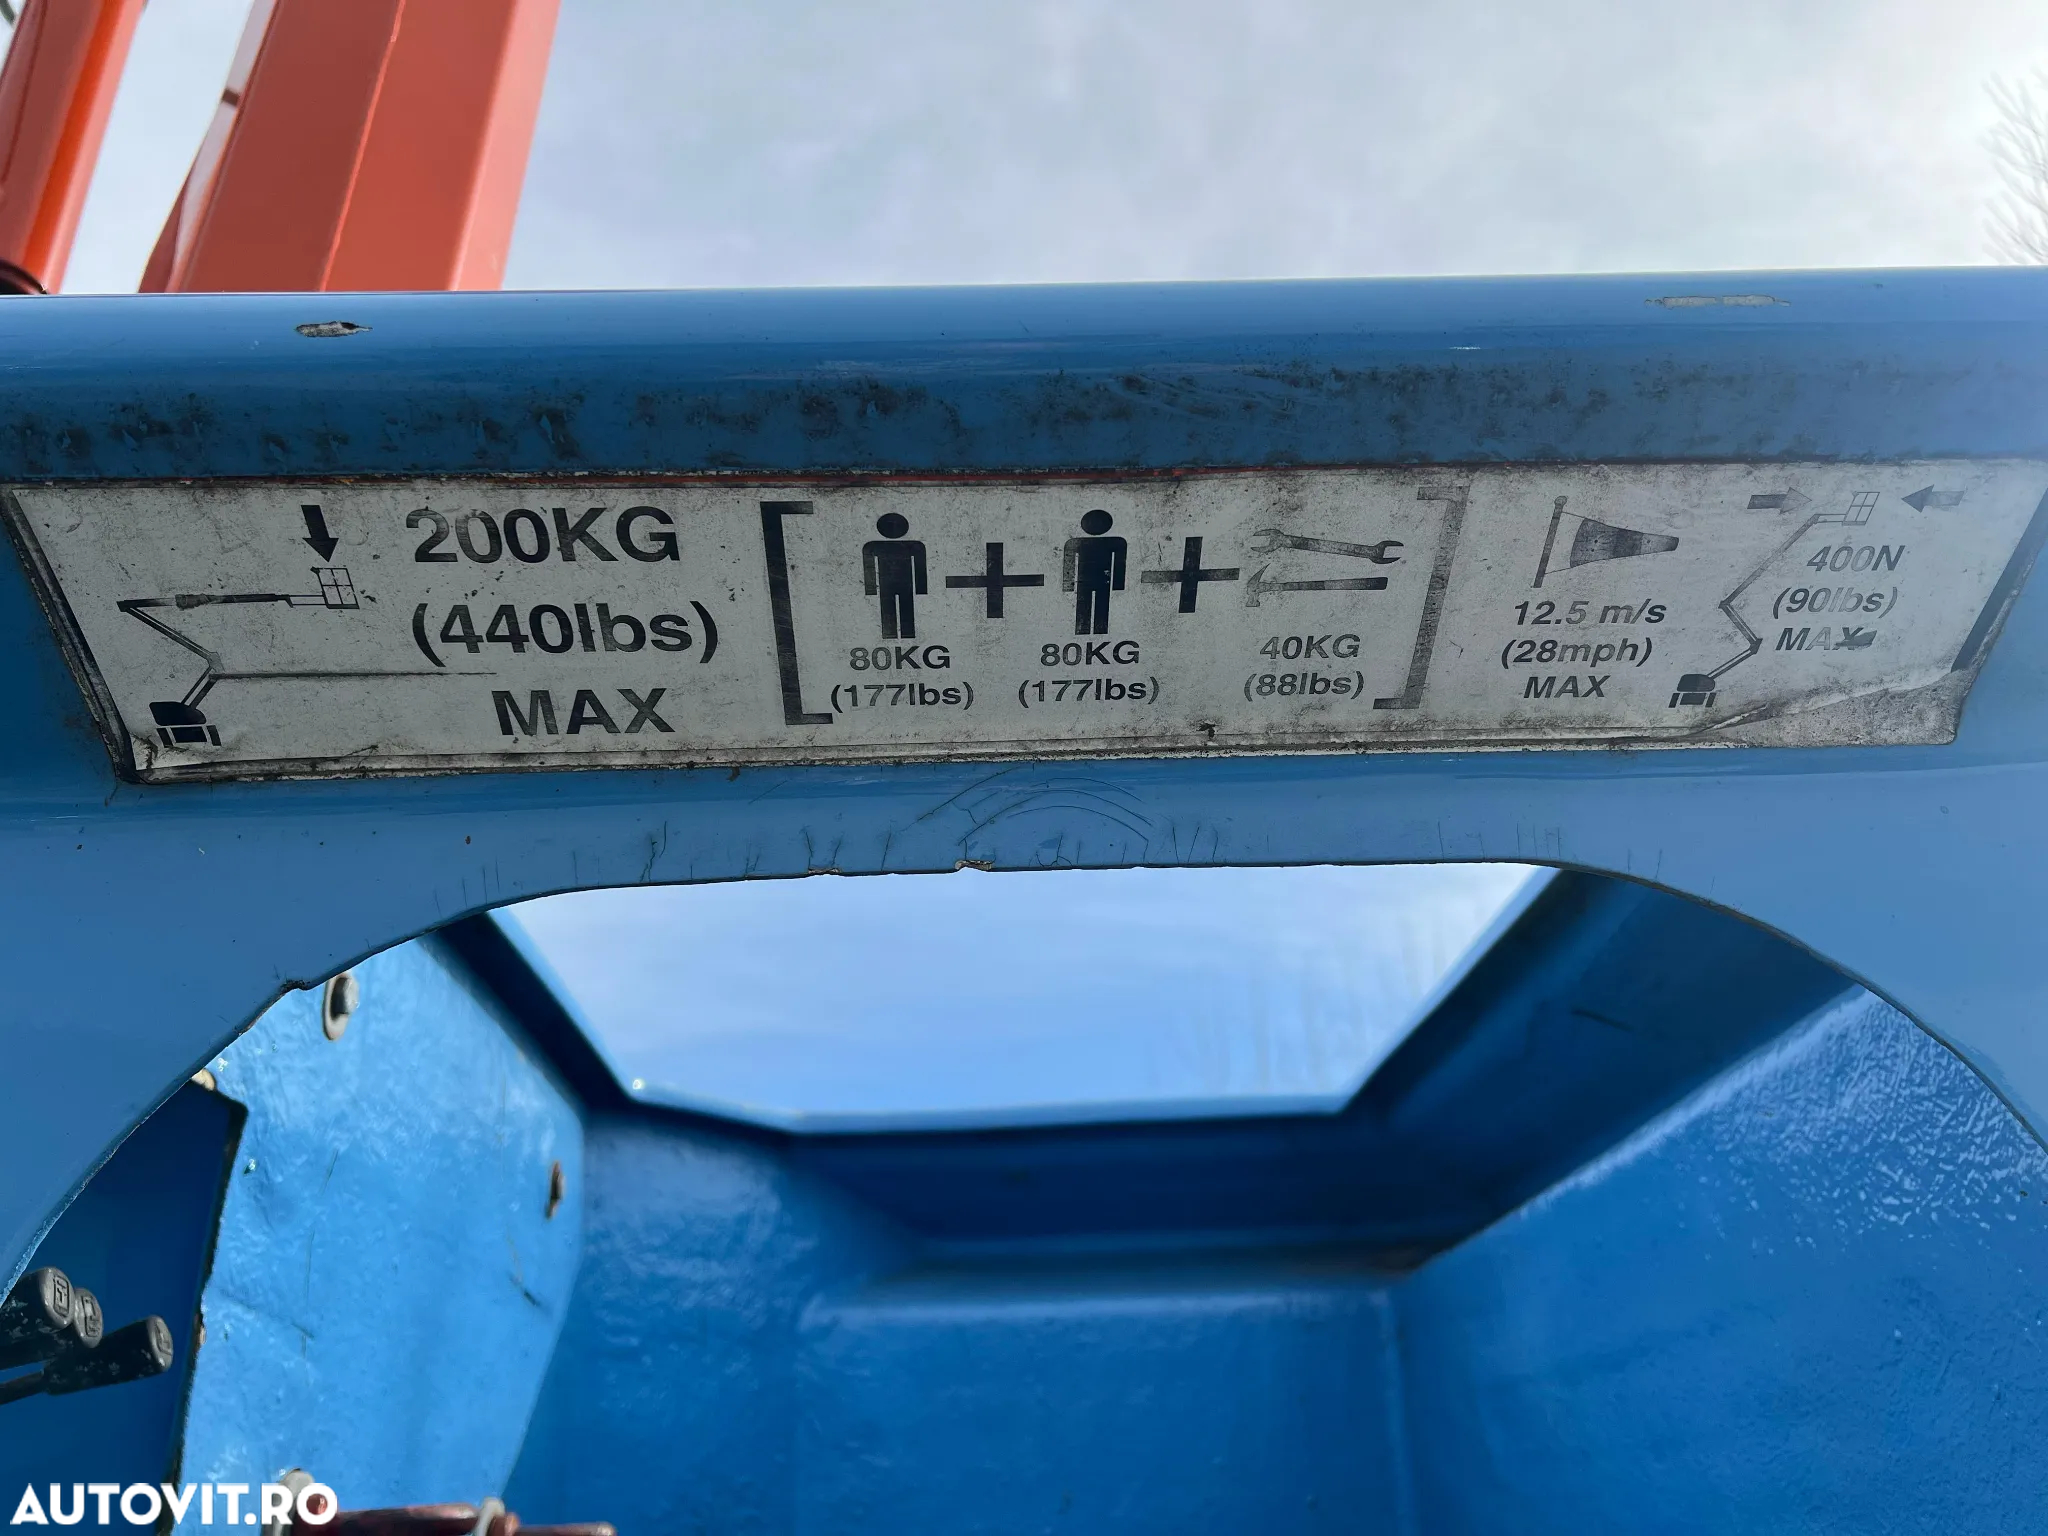 200KG
(440lbs)
MAX
80KG
(177lbs)
80KG
(177lbs)
40KG
(88lbs)
12.5 m/s
(28mph)
MAX
400N
(90lbs)
MAX
AUTOVIT.RO